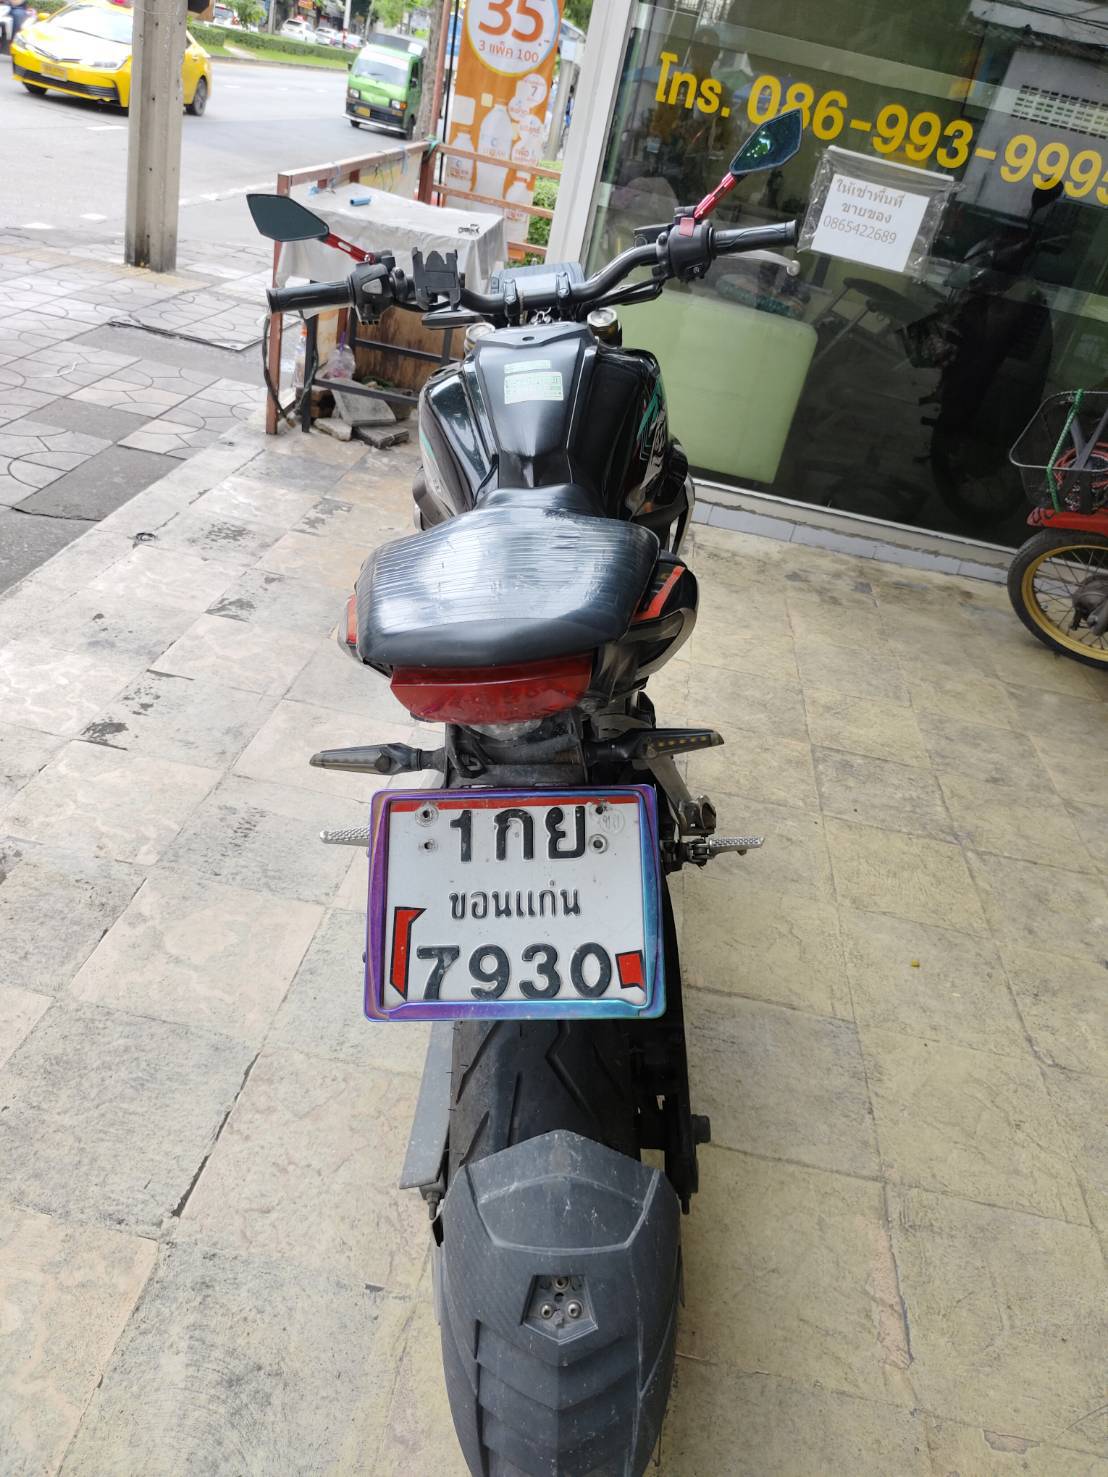 35.-
3 แพ็ค 100
7
โทร. 086-993-9995
ให้เช่าพื้นที่
ขายของ
0865422689
1กย
ขอนแก่น
7930